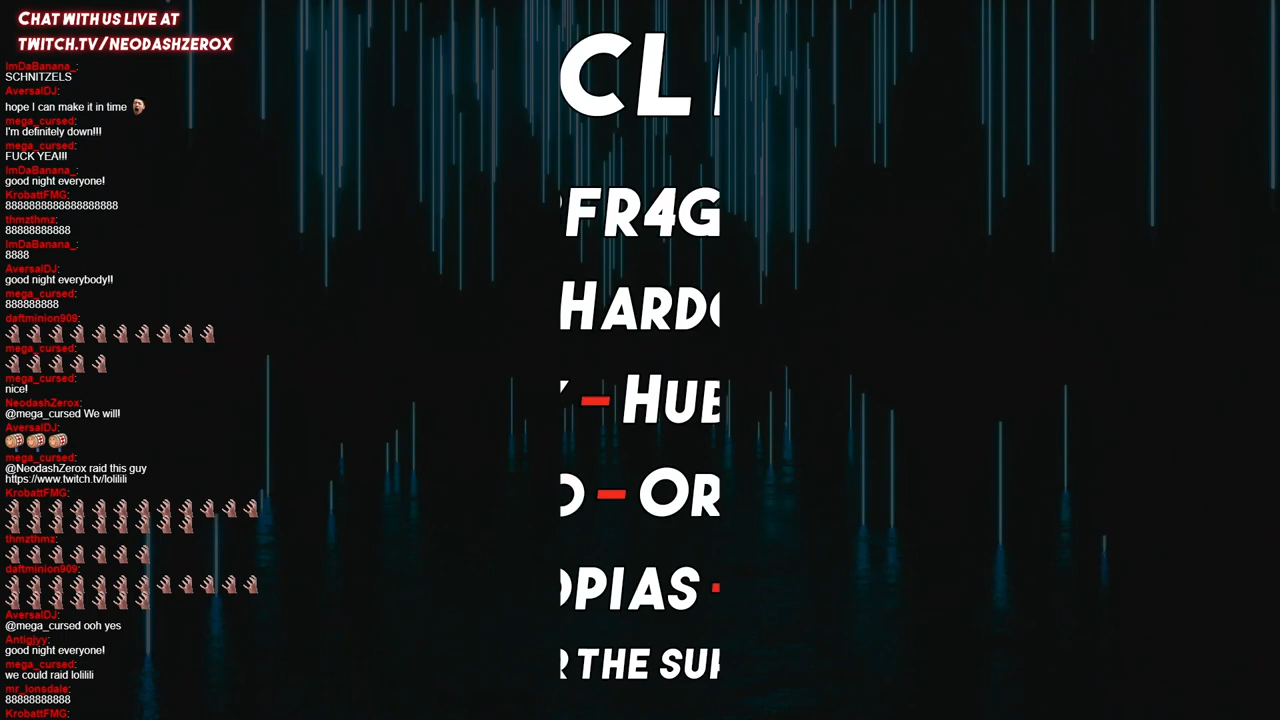 CHAT WITH US LIVE AT
TWITCH.TV/NEODASHZEROX
ImDaBanana_:
SCHNITZELS
AversalDJ:
hope I can make it in time
mega_cursed:
I'm definitely down!!!
mega_cursed:
FUCK YEA!!!
ImDaBanana_:
good night everyone!
KrobattFMG:
8888888888888888888
thmzthmz:
88888888888
ImDaBanana_:
8888
AversalDJ:
good night everybody!!
mega_cursed:
888888888
daftminion909:
mega_cursed:
mega_cursed:
nice!
NeodashZerox:
@mega_cursed We will!
AversalDJ:
mega_cursed:
@NeodashZerox raid this guy
https://www.twitch.tv/lolilili
KrobattFMG:
thmzthmz:
daftminion909:
AversalDJ:
@mega_cursed ooh yes
Antigjyy:
good night everyone!
mega_cursed:
we could raid lolilili
mr_lonsdale:
88888888888
KrobattFMG:
CL
FR4G
HARD
– HUB
– OR
OPIAS
THE SUP